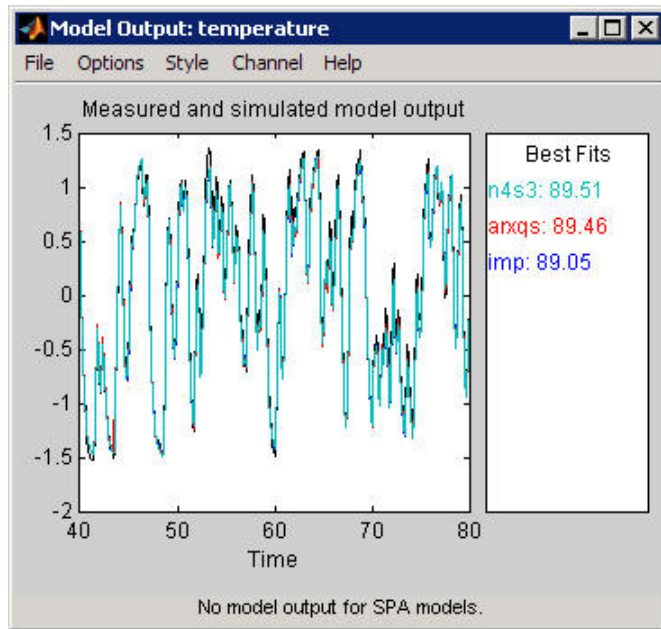 Model Output: temperature
File Options Style Channel Help
Measured and simulated model output
1.5
1
0.5
0
-0.5
-1
-1.5
-2
40 50 60 70 80
Time
Best Fits
n4s3: 89.51
arxqs: 89.46
imp: 89.05
No model output for SPA models.